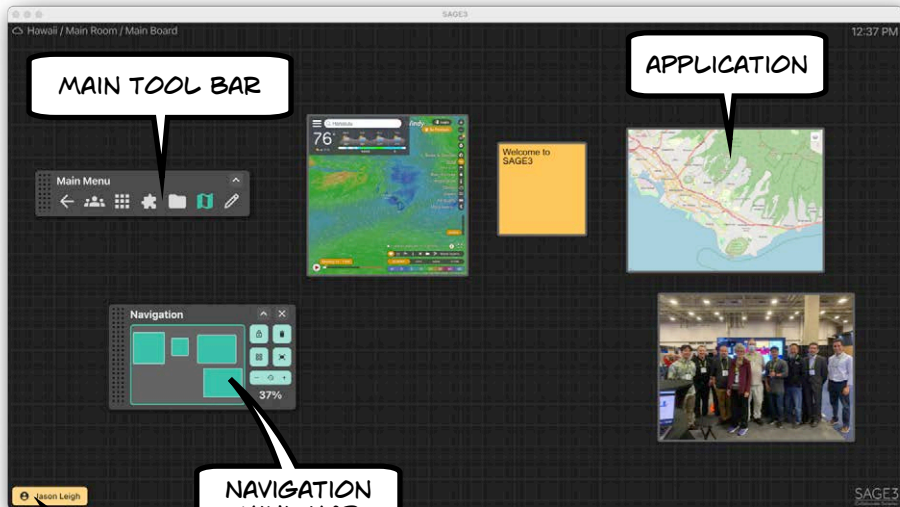 SAGE3
Hawaii / Main Room / Main Board
12:37 PM
MAIN TOOL BAR
APPLICATION
Honolulu
Andy
76°
Welcome to
SAGE3
Main Menu
Navigation
37%
NAVIGATION
Jason Leigh
SAGE3